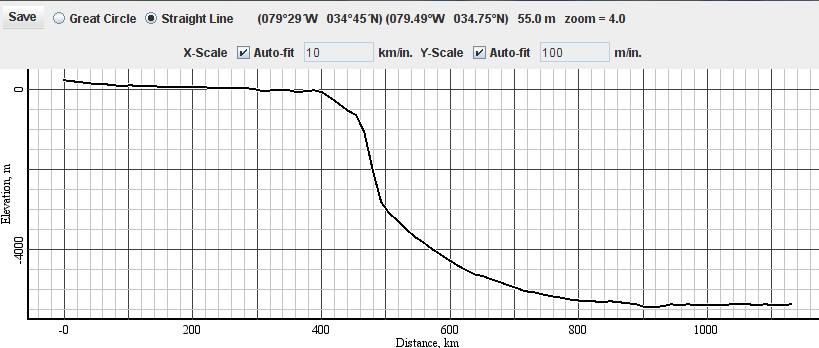 Save Great Circle Straight Line (079°29´W 034°45´N) (079.49°W 034.75°N) 55.0 m zoom = 4.0
X-Scale Auto-fit 10 km/in. Y-Scale Auto-fit 100 m/in.
0
Elevation, m
-4000
-0 200 400 600 800 1000
Distance, km